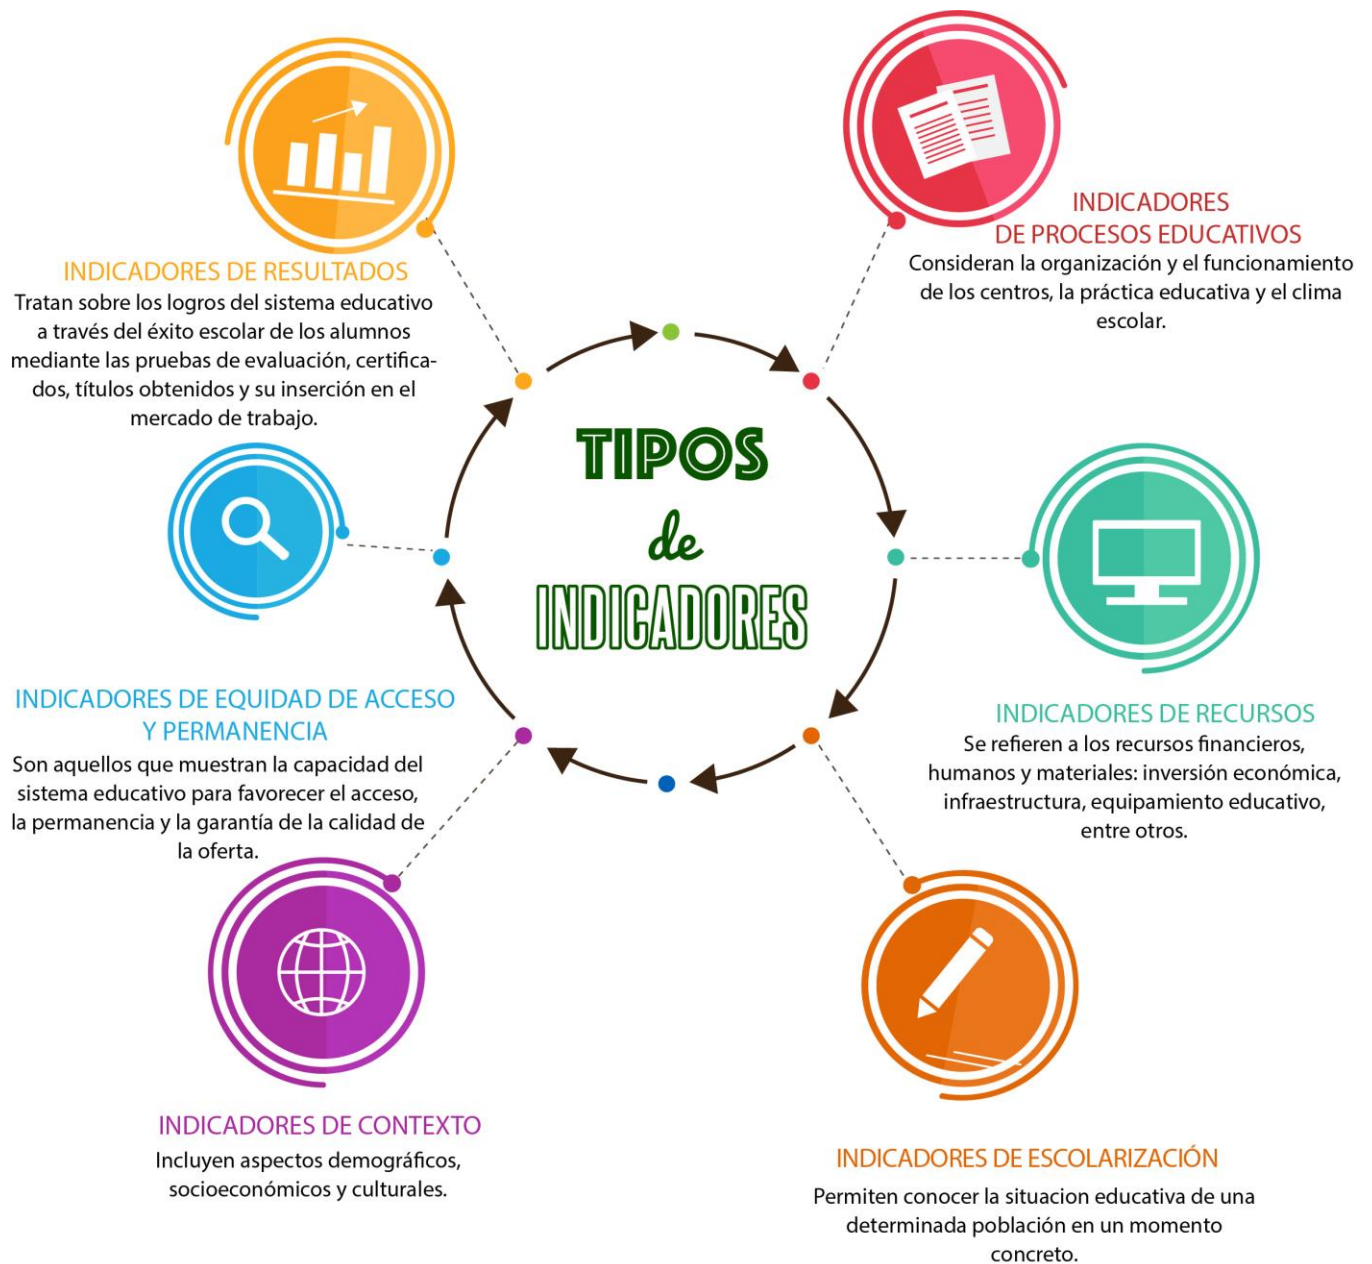 INDICADORES DE RESULTADOS
Tratan sobre los logros del sistema educativo
a través del éxito escolar de los alumnos
mediante las pruebas de evaluación, certifica-
dos, títulos obtenidos y su inserción en el
mercado de trabajo.
INDICADORES
DE PROCESOS EDUCATIVOS
Consideran la organización y el funcionamiento
de los centros, la práctica educativa y el clima
escolar.
TIPOS
de
INDICADORES
INDICADORES DE EQUIDAD DE ACCESO
Y PERMANENCIA
Son aquellos que muestran la capacidad del
sistema educativo para favorecer el acceso,
la permanencia y la garantía de la calidad de
la oferta.
INDICADORES DE RECURSOS
Se refieren a los recursos financieros,
humanos y materiales: inversión económica,
infraestructura, equipamiento educativo,
entre otros.
INDICADORES DE CONTEXTO
Incluyen aspectos demográficos,
socioeconómicos y culturales.
INDICADORES DE ESCOLARIZACIÓN
Permiten conocer la situacion educativa de una
determinada población en un momento
concreto.